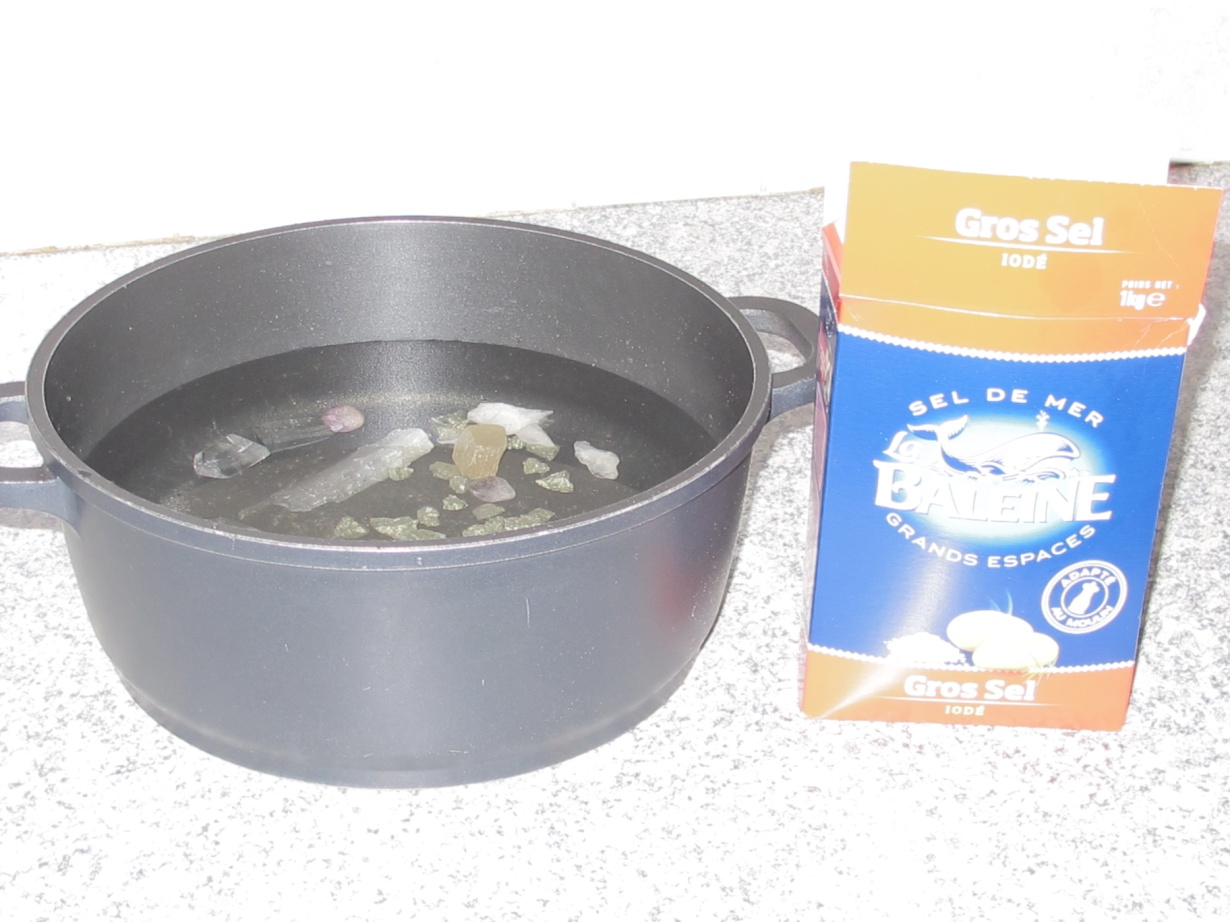 Gros Sel
IODÉ
POIDS NET :
1kg e
SEL DE MER
La
BALEINE
GRANDS ESPACES
ADAPTÉ
AU MOULIN
Gros Sel
IODÉ